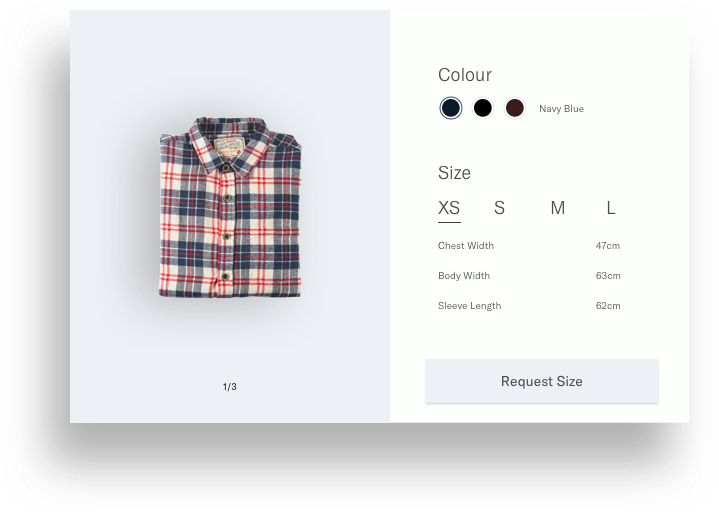 Colour
Navy Blue
Size
XS S M L
Chest Width 47cm
Body Width 63cm
Sleeve Length 62cm
1/3
Request Size